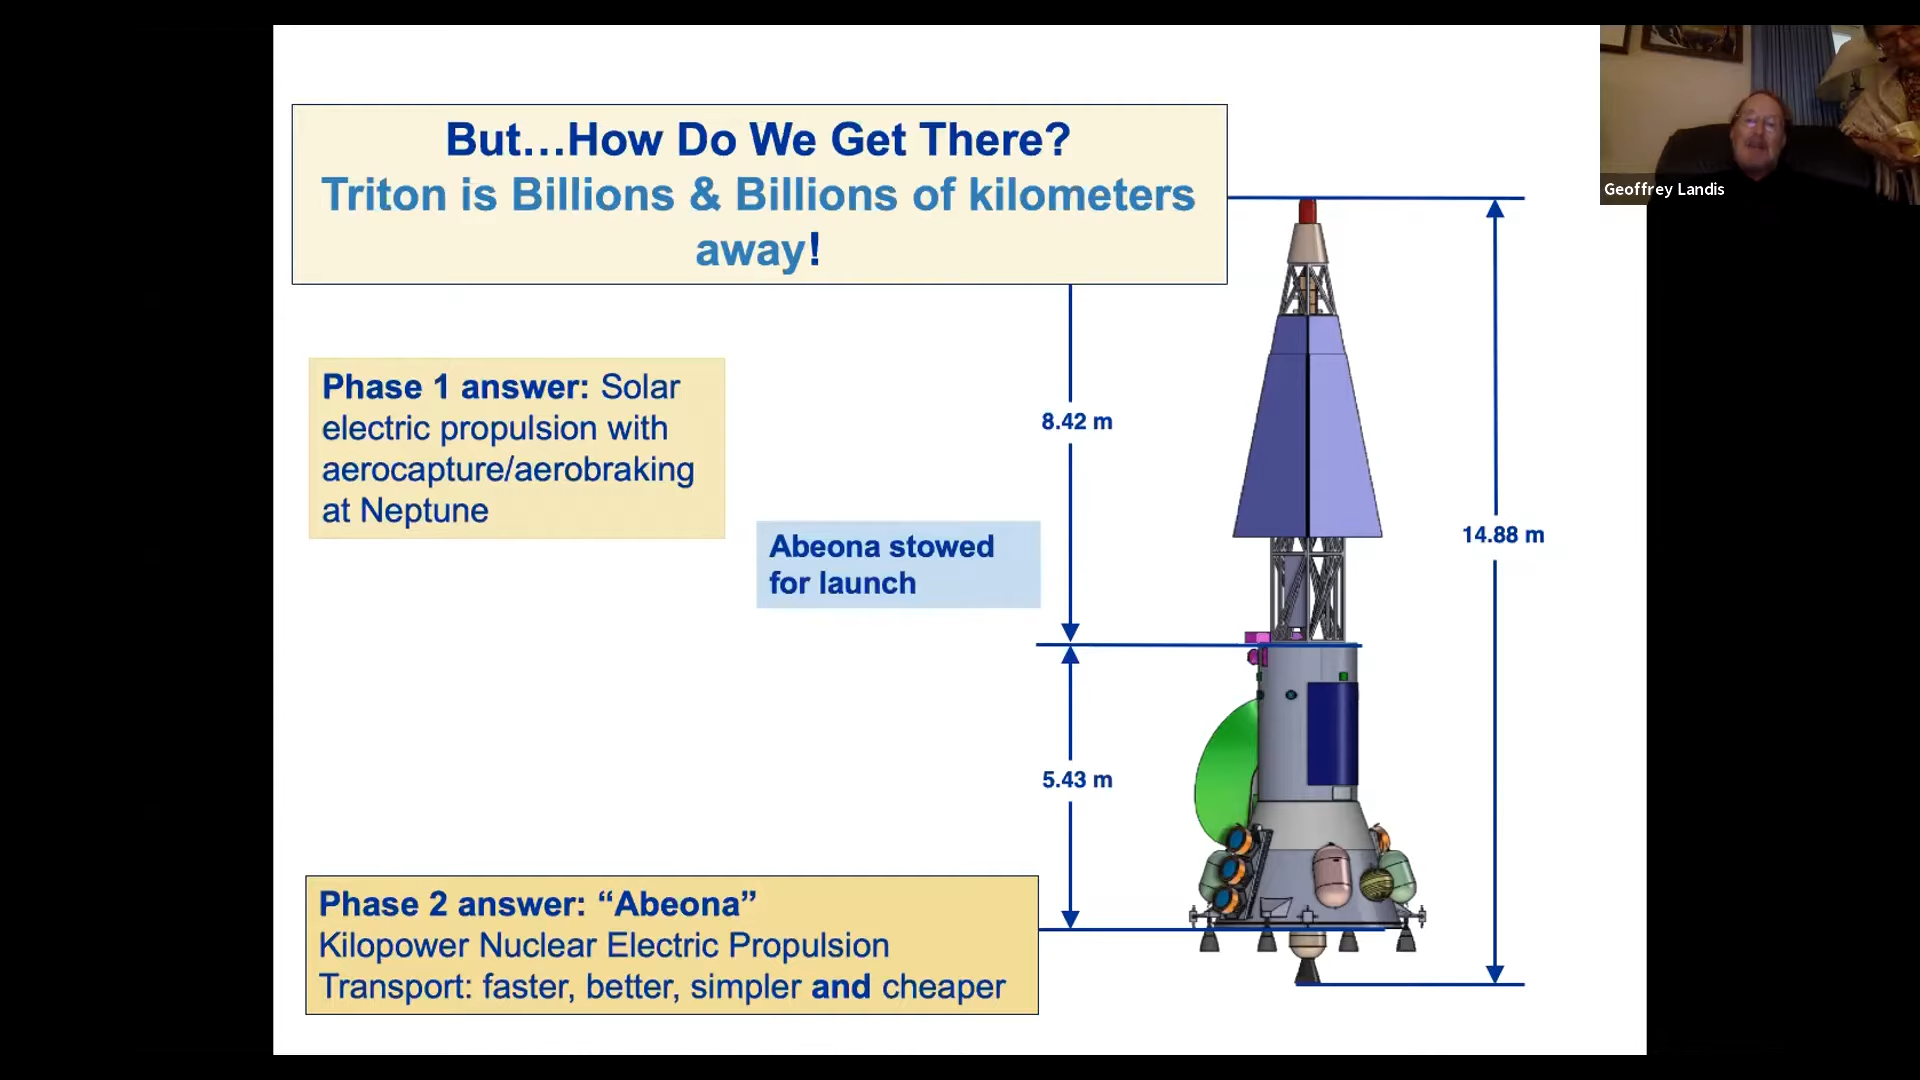 But…How Do We Get There?
Triton is Billions & Billions of kilometers
away!
Geoffrey Landis
Phase 1 answer: Solar
electric propulsion with
aerocapture/aerobraking
at Neptune
8.42 m
14.88 m
Abeona stowed
for launch
5.43 m
Phase 2 answer: “Abeona”
Kilopower Nuclear Electric Propulsion
Transport: faster, better, simpler and cheaper